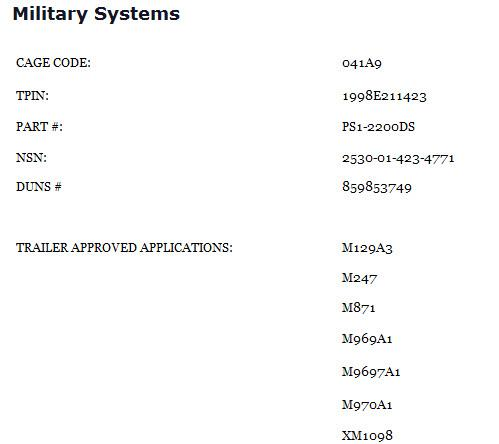 Military Systems
CAGE CODE: 041A9
TPIN: 1998E211423
PART #: PS1-2200DS
NSN: 2530-01-423-4771
DUNS # 859853749
TRAILER APPROVED APPLICATIONS: M129A3
M247
M871
M969A1
M9697A1
M970A1
XM1098